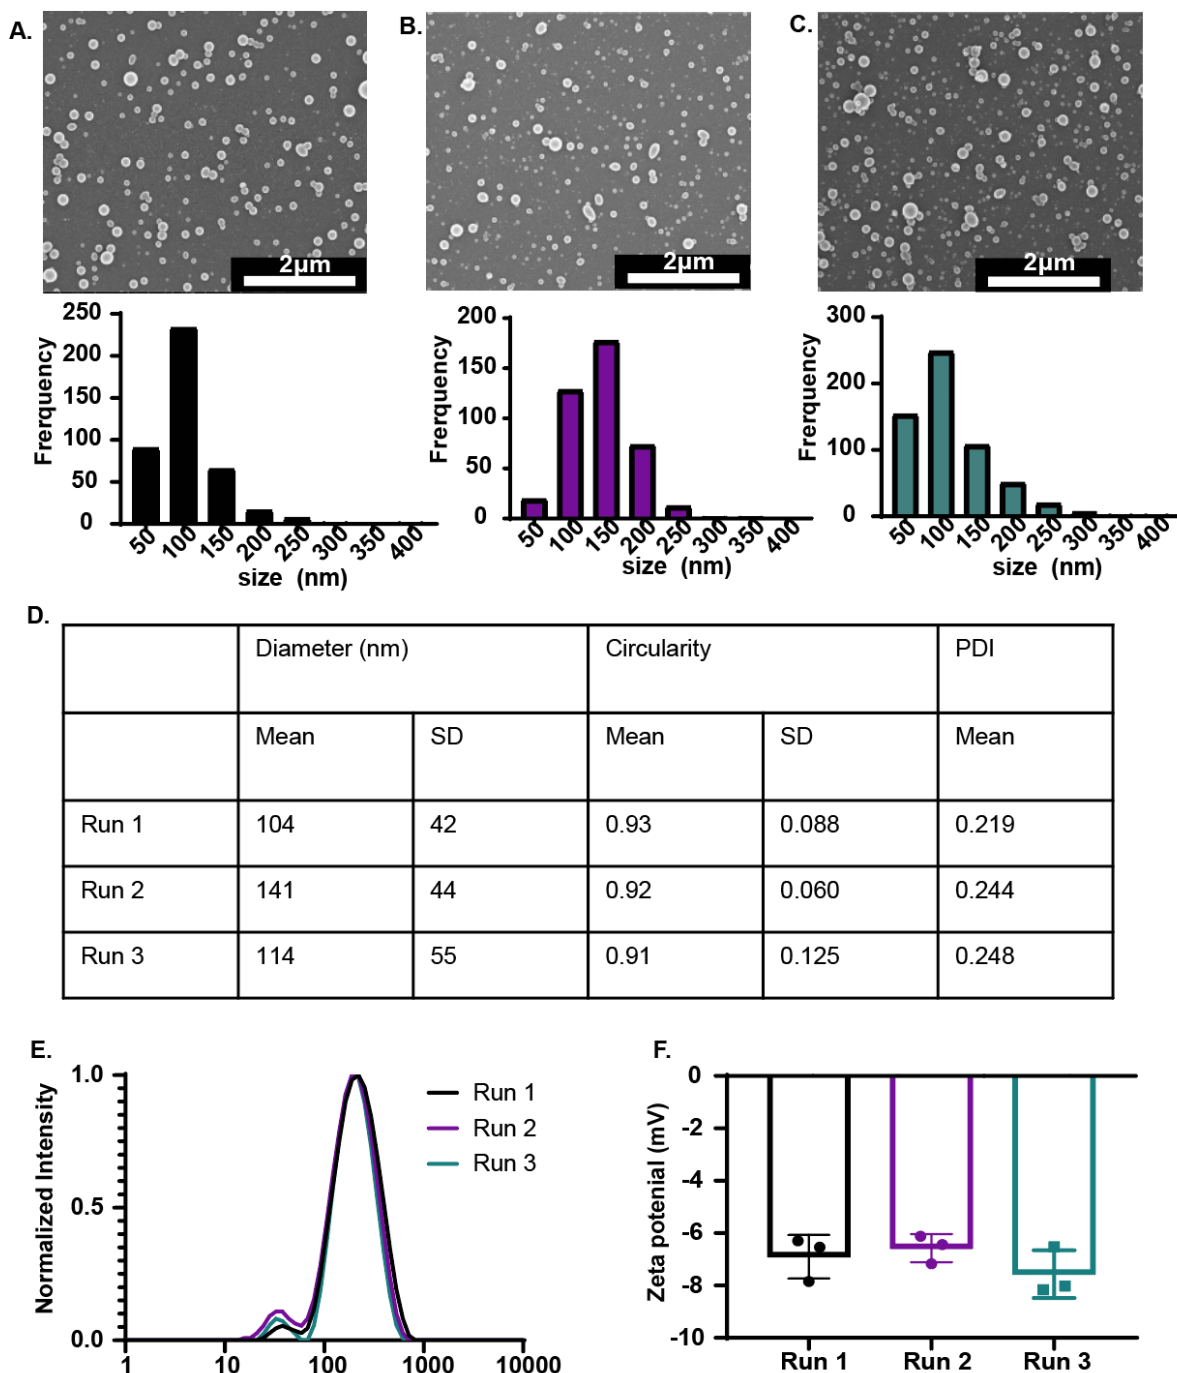 A.
B.
C.
2µm
2µm
2µm
Frerquency
250
200
150
100
50
0
50 100 150 200 250 300 350 400
size (nm)
Frerquency
200
150
100
50
0
50 100 150 200 250 300 350 400
size (nm)
Frerquency
300
200
100
0
50 100 150 200 250 300 350 400
size (nm)
D.
Diameter (nm) Circularity PDI
Mean SD Mean SD Mean
Run 1 104 42 0.93 0.088 0.219
Run 2 141 44 0.92 0.060 0.244
Run 3 114 55 0.91 0.125 0.248
E.
Normalized Intensity
1.0
0.5
0.0
1 10 100 1000 10000
Run 1
Run 2
Run 3
F.
Zeta potenial (mV)
0
-2
-4
-6
-8
-10
Run 1 Run 2 Run 3